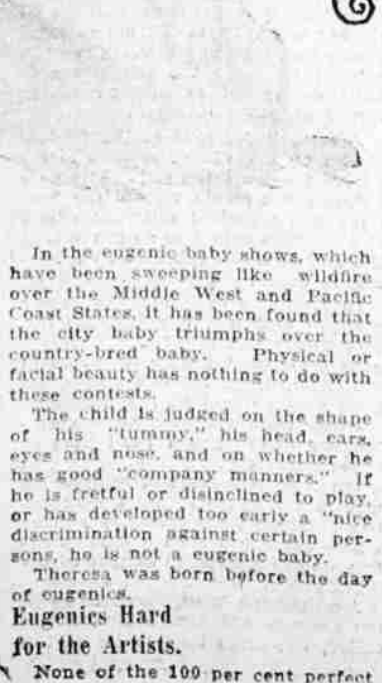 In the eugenic baby shows, which
have been sweeping like wildfire
over the Middle West and Pacific
Coast States, it has been found that
the city baby triumphs over the
country-bred baby. Physical or
facial beauty has nothing to do with
these contests.
The child is judged on the shape
of his "tummy," his head, ears,
eyes and nose, and on whether he
has good "company manners." If
he is fretful or disinclined to play,
or has developed too early a "nice
discrimination against certain per-
sons, he is not a eugenic baby.
Theresa was born before the day
of eugenics.
Eugenics Hard
for the Artists.
None of the 100 per cent perfect